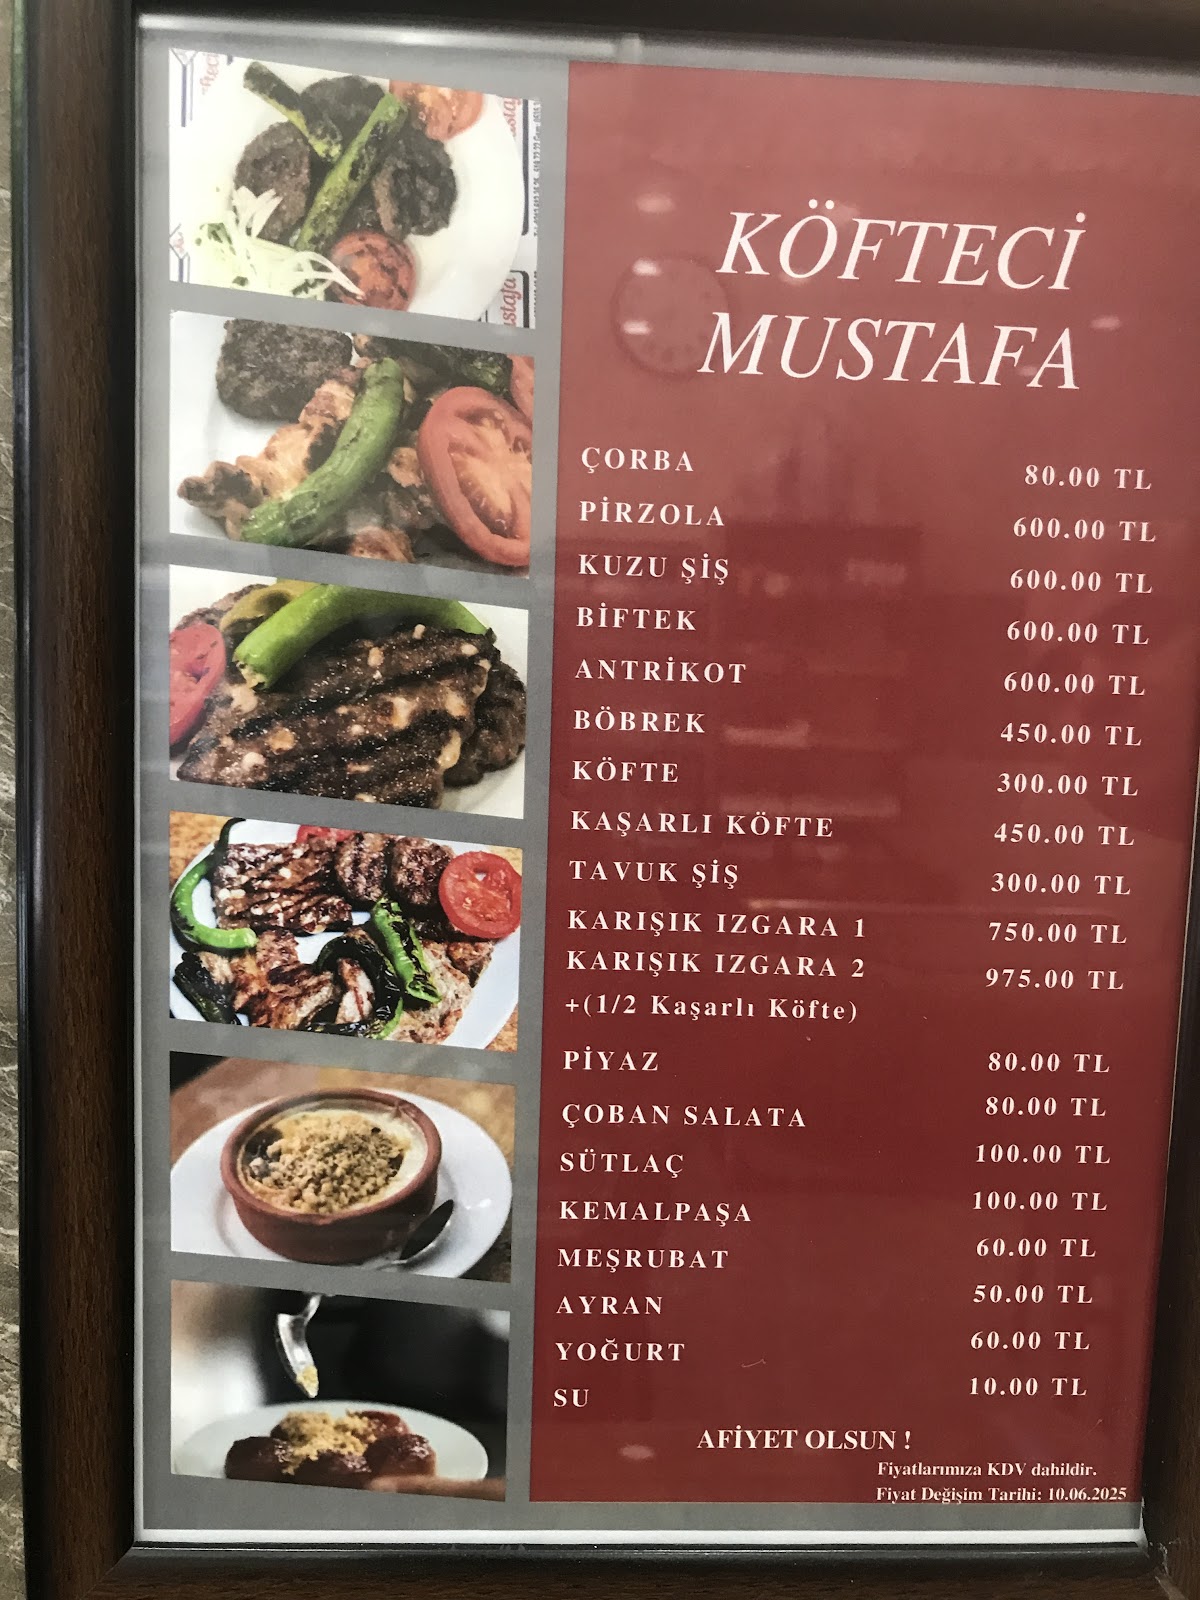 KÖFTECİ
MUSTAFA
ÇORBA 80.00 TL
PİRZOLA 600.00 TL
KUZU ŞİŞ 600.00 TL
BİFTEK 600.00 TL
ANTRİKOT 600.00 TL
BÖBREK 450.00 TL
KÖFTE 300.00 TL
KAŞARLI KÖFTE 450.00 TL
TAVUK ŞİŞ 300.00 TL
KARIŞIK IZGARA 1 750.00 TL
KARIŞIK IZGARA 2 975.00 TL
+(1/2 Kaşarlı Köfte)
PİYAZ 80.00 TL
ÇOBAN SALATA 80.00 TL
SÜTLAÇ 100.00 TL
KEMALPAŞA 100.00 TL
MEŞRUBAT 60.00 TL
AYRAN 50.00 TL
YOĞURT 60.00 TL
SU 10.00 TL
AFİYET OLSUN !
Fiyatlarımıza KDV dahildir.
Fiyat Değişim Tarihi: 10.06.2025